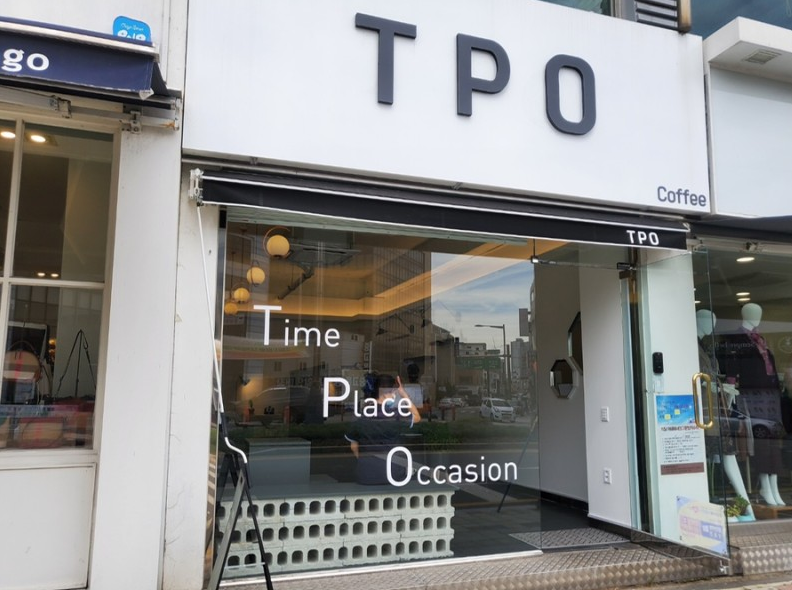 go
TPO
Coffee
TPO
Time
Place
Occasion